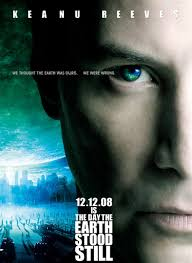 KEANU REEVES
WE THOUGHT THE EARTH WAS OURS. WE WERE WRONG.
12.12.08
IS
THE DAY THE
EARTH
STOOD
STILL